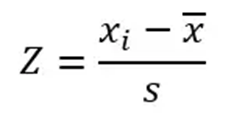 Z = (xᵢ − x̅) / s